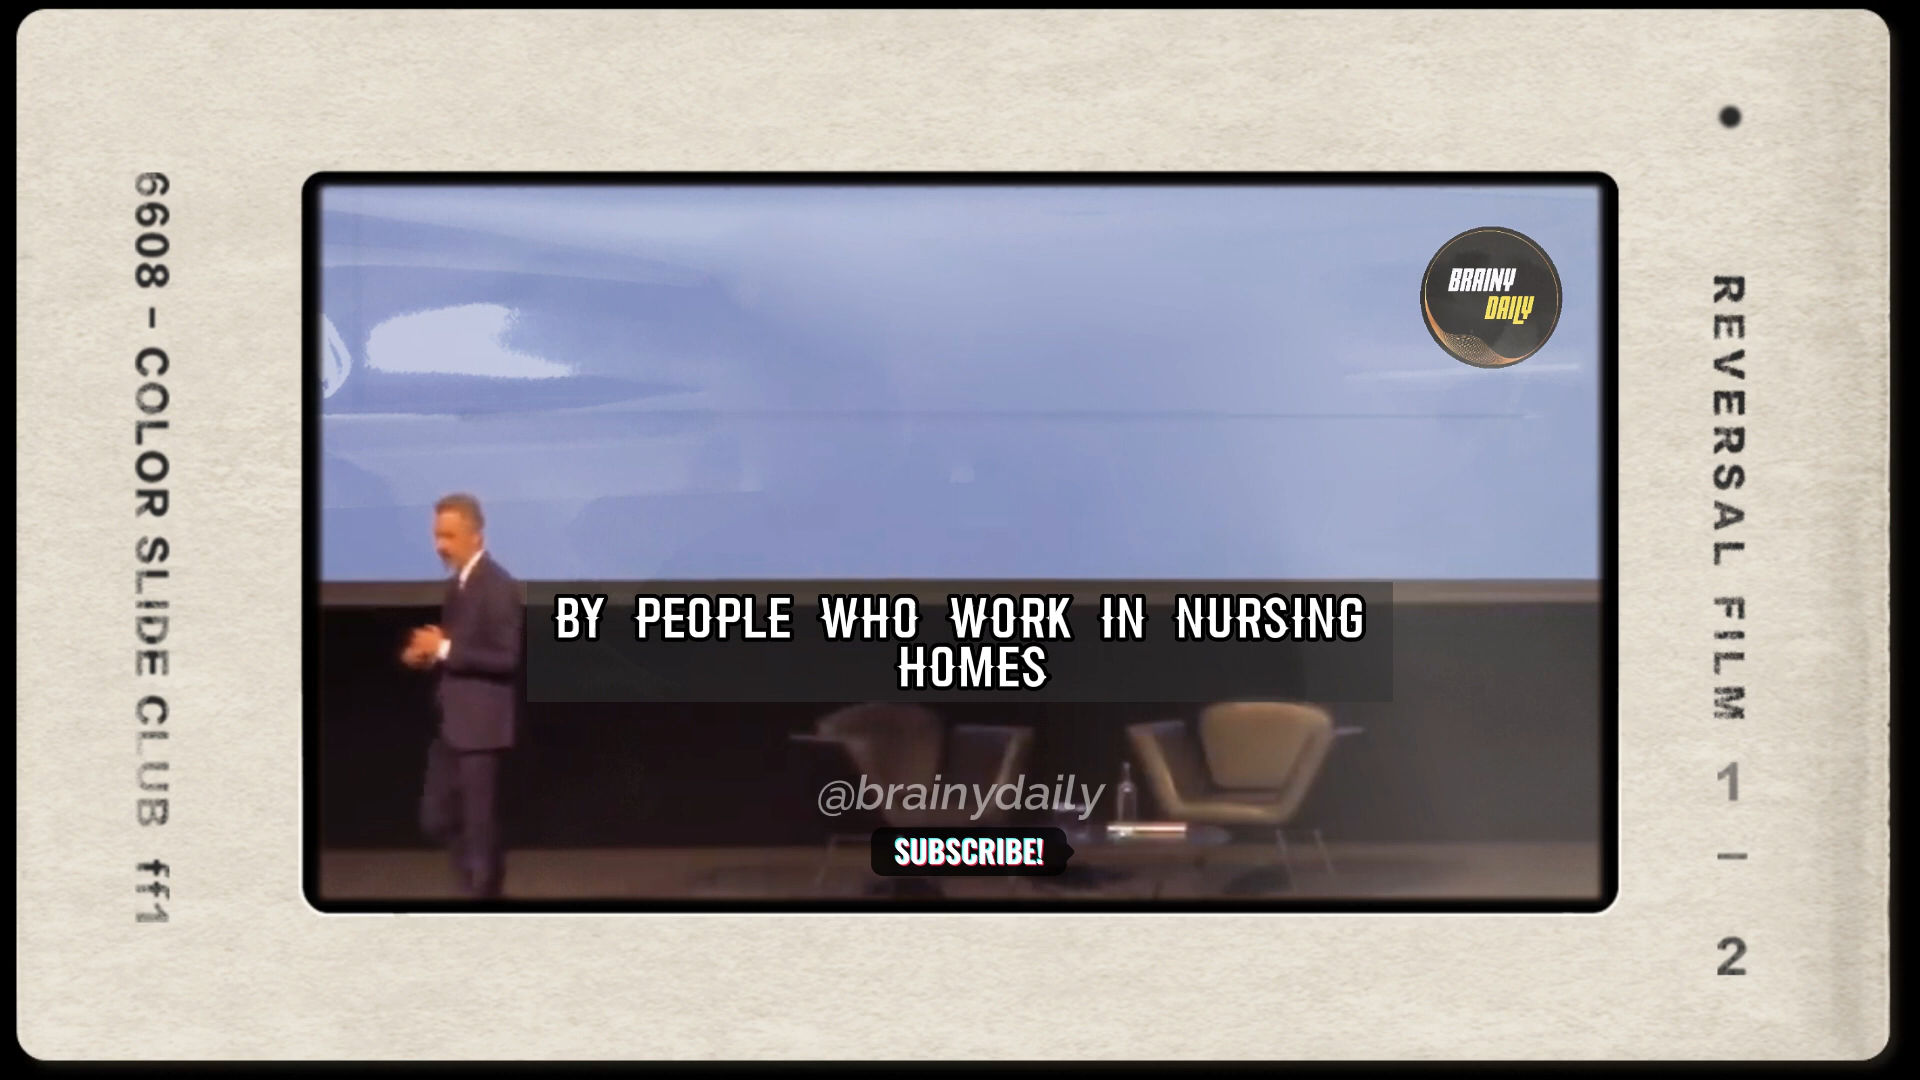 6608 – COLOR SLIDE CLUB ff1
BRAINY
DAILY
BY PEOPLE WHO WORK IN NURSING
HOMES
@brainydaily
SUBSCRIBE!
REVERSAL FILM 1 – 2